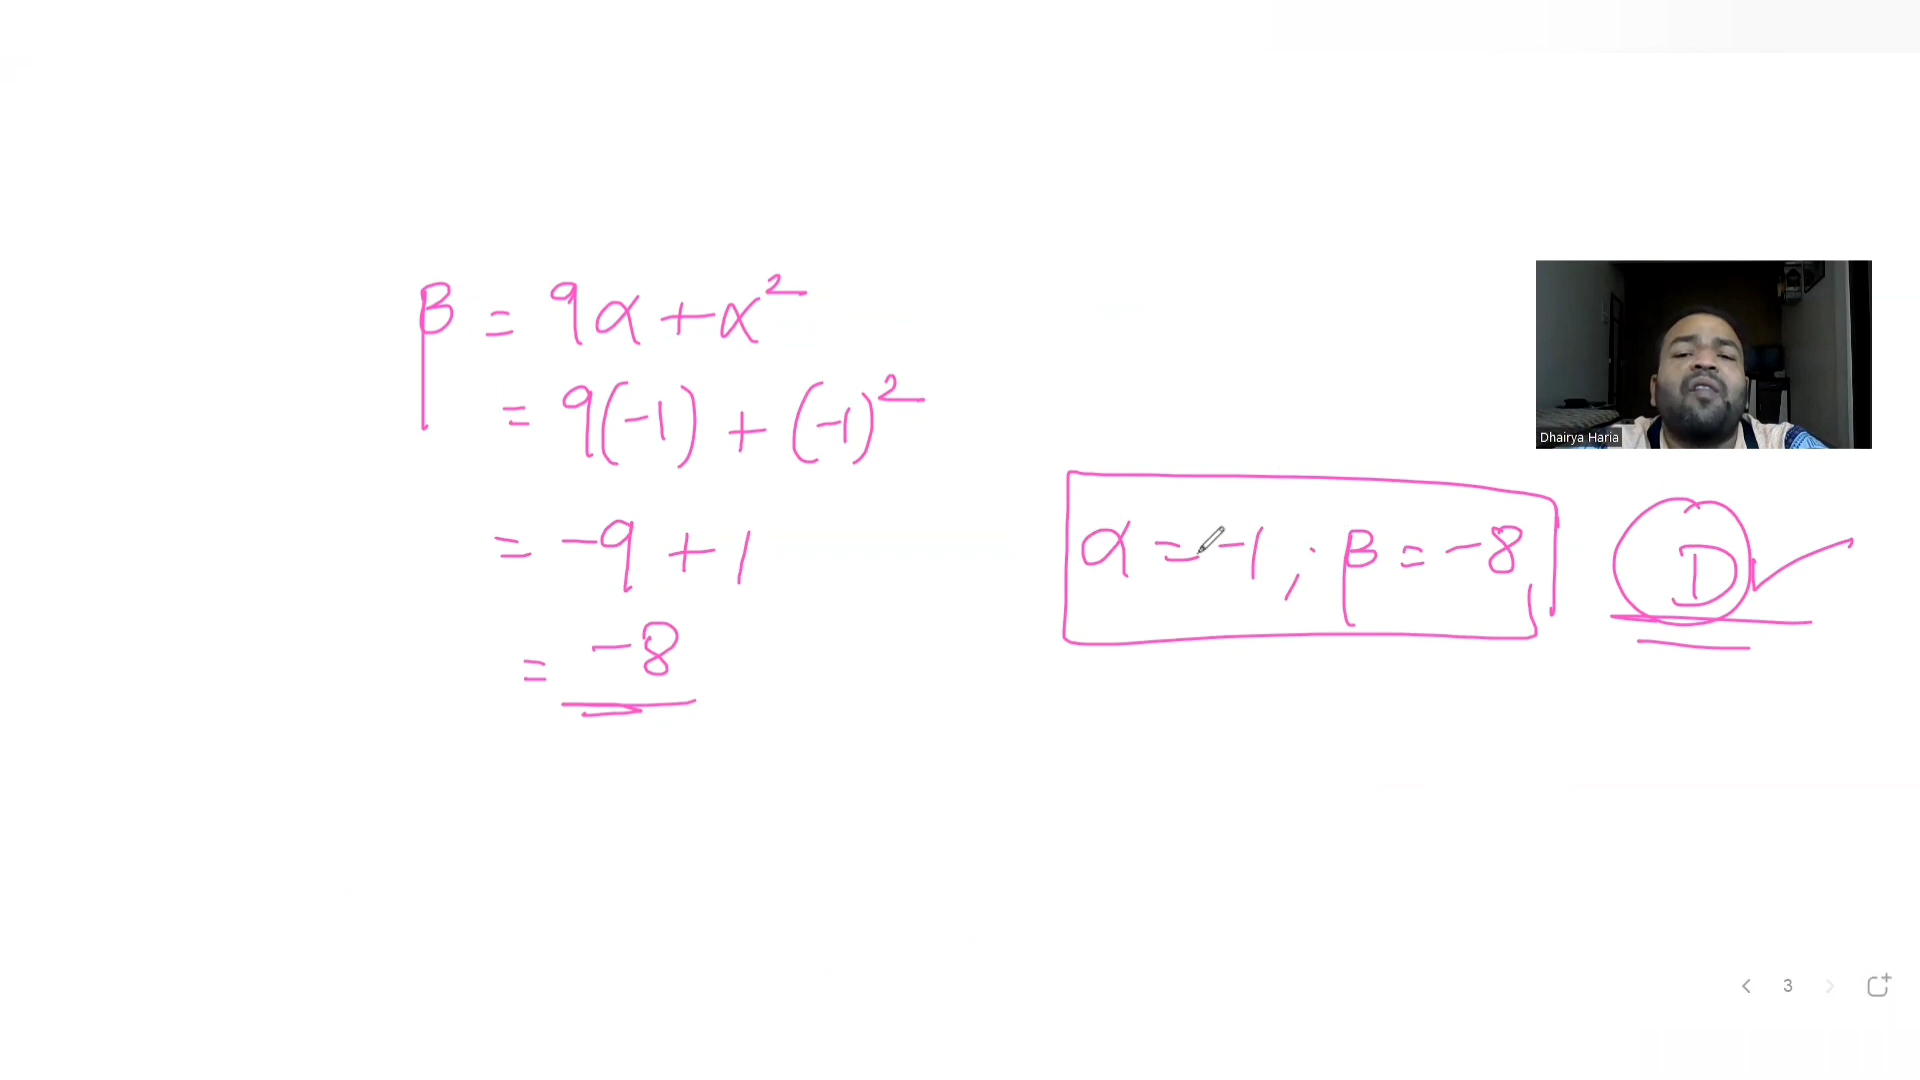 β = 9α + α²
= 9(-1) + (-1)²
= -9 + 1
= -8
Dhairya Haria
α = -1 ; β = -8
D
3